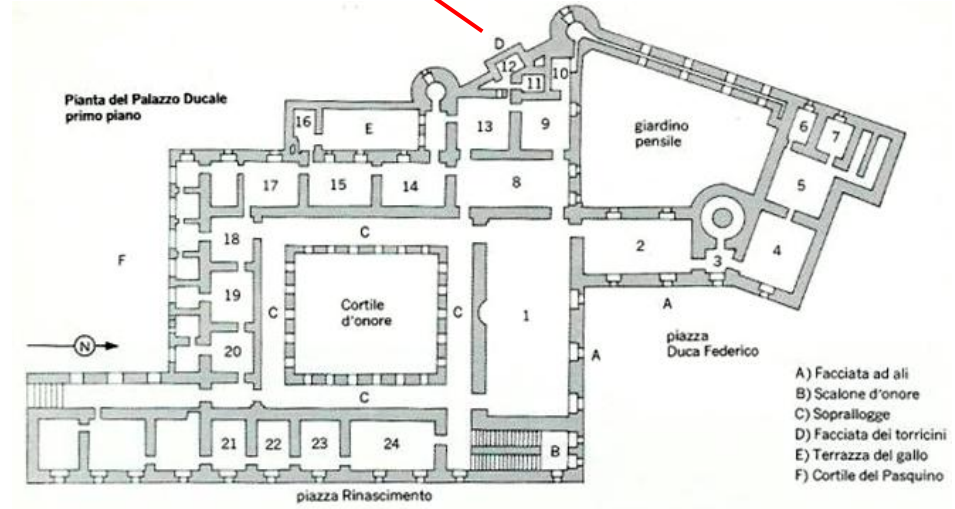 D
12
11
10
Pianta del Palazzo Ducale
primo piano
16
E
13
9
giardino
pensile
6
7
17
15
14
8
5
18
C
2
4
3
F
19
C
Cortile
d'onore
C
1
A
piazza
Duca Federico
N
20
A
C
A) Facciata ad ali
B) Scalone d'onore
C) Soprallogge
D) Facciata dei torricini
E) Terrazza del gallo
F) Cortile del Pasquino
21
22
23
24
B
piazza Rinascimento